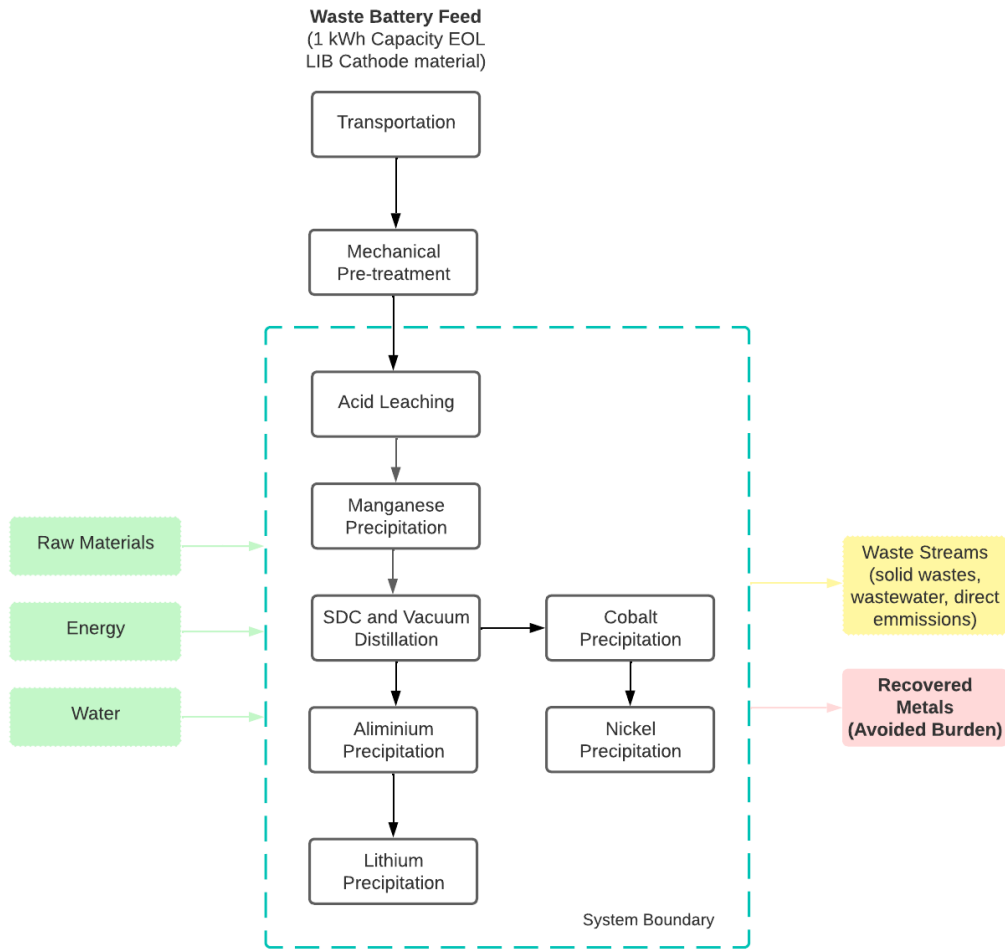 Waste Battery Feed
(1 kWh Capacity EOL
LIB Cathode material)
Transportation
Mechanical
Pre-treatment
Acid Leaching
Manganese
Precipitation
Raw Materials
Energy
Water
SDC and Vacuum
Distillation
Cobalt
Precipitation
Aliminium
Precipitation
Nickel
Precipitation
Lithium
Precipitation
Waste Streams
(solid wastes,
wastewater, direct
emmissions)
Recovered
Metals
(Avoided Burden)
System Boundary